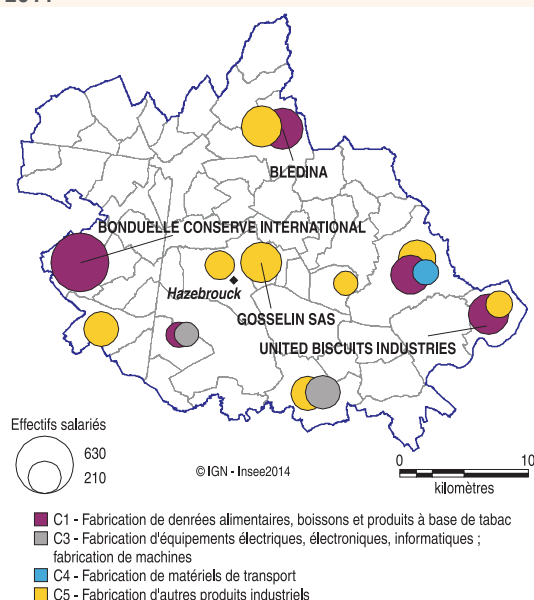 BLEDINA
BONDUELLE CONSERVE INTERNATIONAL
Hazebrouck
GOSSELIN SAS
UNITED BISCUITS INDUSTRIES
Effectifs salariés
630
210
© IGN - Insee2014
0 10
kilomètres
C1 - Fabrication de denrées alimentaires, boissons et produits à base de tabac
C3 - Fabrication d'équipements électriques, électroniques, informatiques ;
fabrication de machines
C4 - Fabrication de matériels de transport
C5 - Fabrication d'autres produits industriels